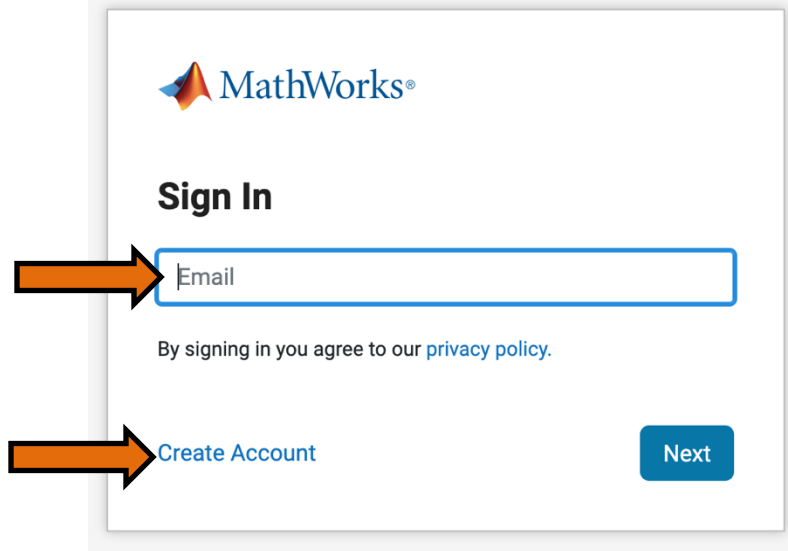 MathWorks®
Sign In
Email
By signing in you agree to our privacy policy.
Create Account
Next